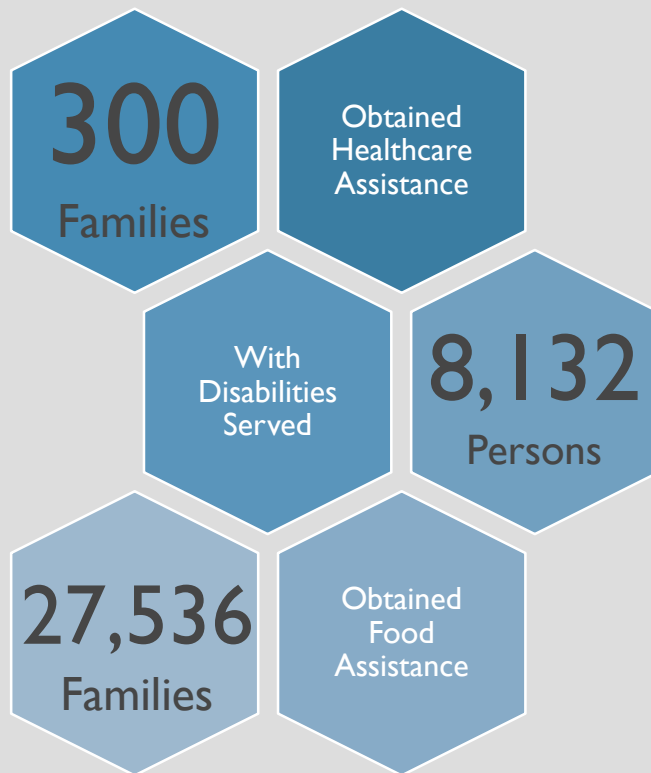 300
Families
Obtained
Healthcare
Assistance
With
Disabilities
Served
8,132
Persons
27,536
Families
Obtained
Food
Assistance